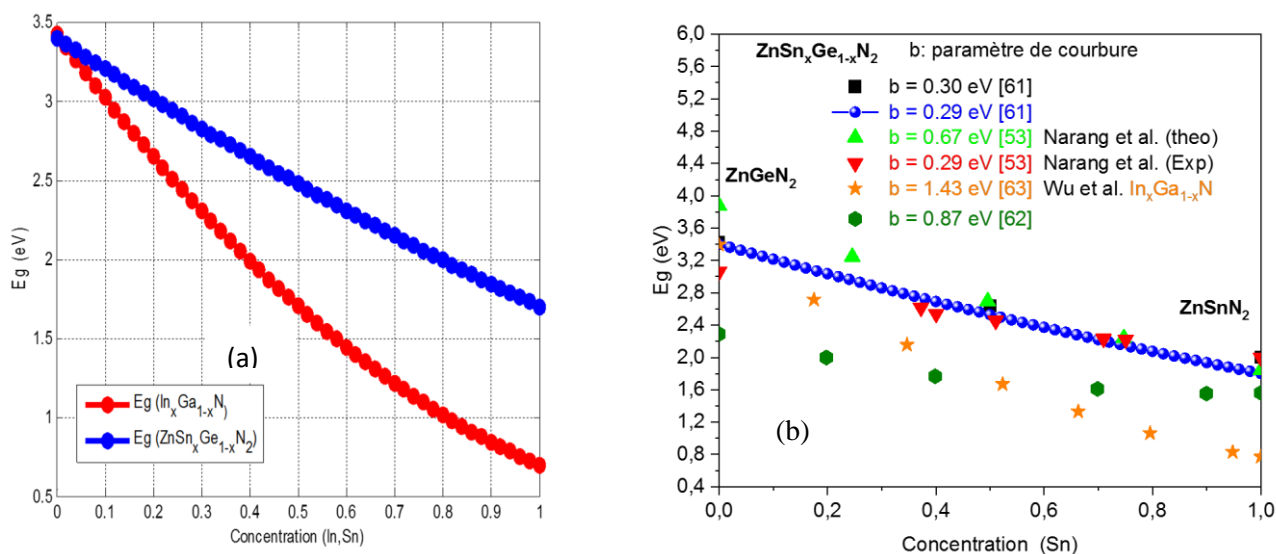 3.5
3
2.5
2
1.5
1
0.5
Eg (eV)
(a)
Eg (InxGa1-xN)
Eg (ZnSnxGe1-xN2)
0 0.1 0.2 0.3 0.4 0.5 0.6 0.7 0.8 0.9 1
Concentration (In,Sn)
6,0
5,6
5,2
4,8
4,4
4,0
3,6
3,2
2,8
2,4
2,0
1,6
1,2
0,8
0,4
Eg (eV)
ZnSnxGe1-xN2 b: paramètre de courbure
b = 0.30 eV [61]
b = 0.29 eV [61]
b = 0.67 eV [53] Narang et al. (theo)
b = 0.29 eV [53] Narang et al. (Exp)
b = 1.43 eV [63] Wu et al. InxGa1-xN
b = 0.87 eV [62]
ZnGeN2
ZnSnN2
(b)
0,0 0,2 0,4 0,6 0,8 1,0
Concentration (Sn)